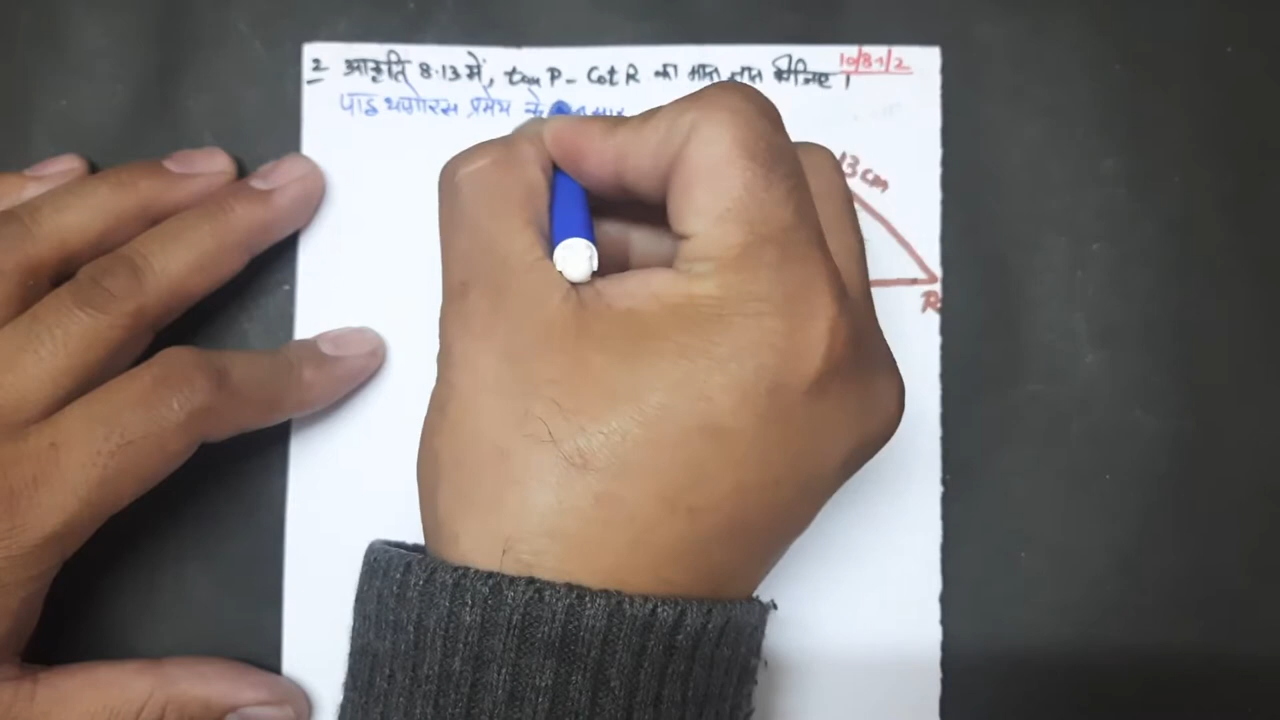 2 आकृति 8.13 में, tan P - Cot R का मान ज्ञात कीजिए। 10/8.1/2
पाइथागोरस प्रमेय के
13 cm
R